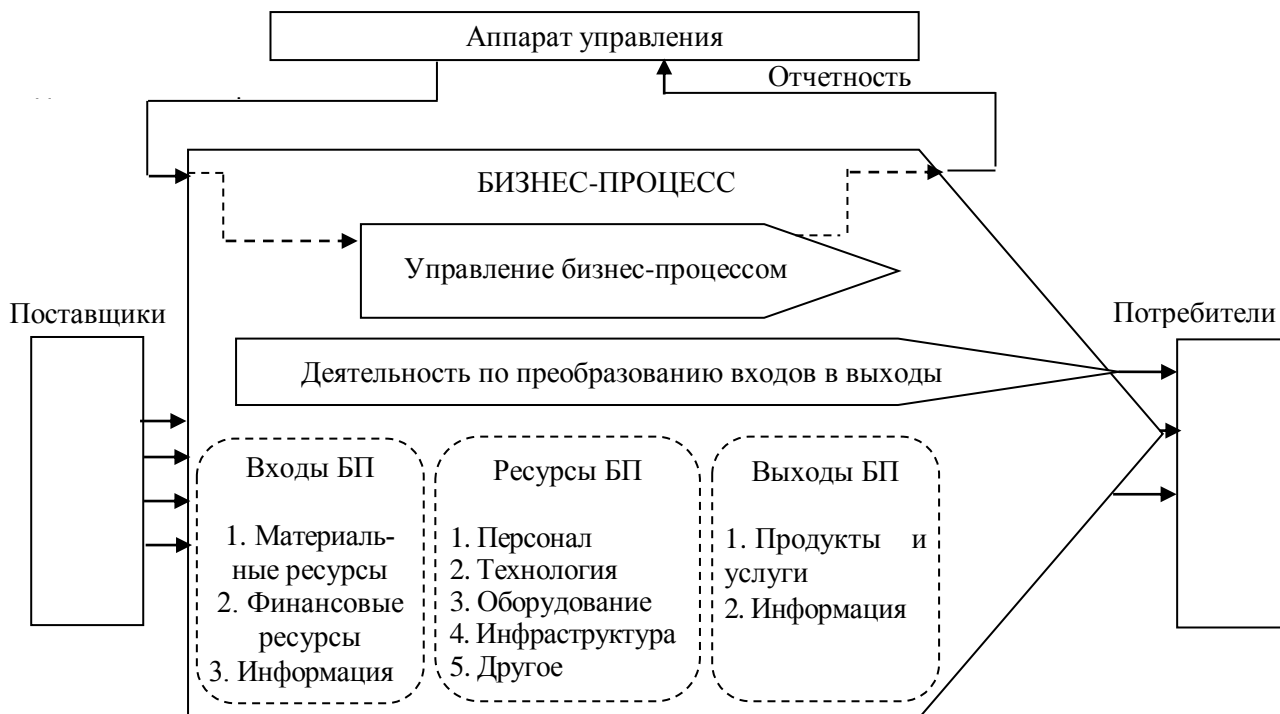 Аппарат управления
Отчетность
БИЗНЕС-ПРОЦЕСС
Управление бизнес-процессом
Поставщики
Потребители
Деятельность по преобразованию входов в выходы
Входы БП
1. Материаль-
ные ресурсы
2. Финансовые
ресурсы
3. Информация
Ресурсы БП
1. Персонал
2. Технология
3. Оборудование
4. Инфраструктура
5. Другое
Выходы БП
1. Продукты и
услуги
2. Информация